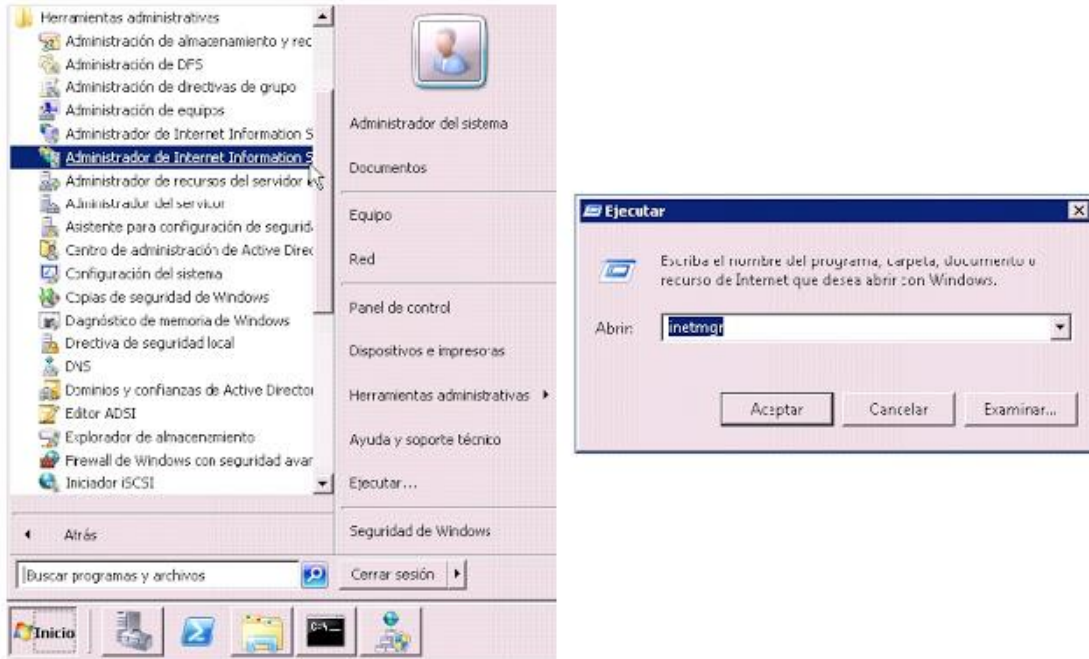 Herramientas administrativas
Administración de almacenamiento y rec
Administración de DFS
Administración de directivas de grupo
Administración de equipos
Administrador de Internet Information S
Administrador de Internet Information S
Administrador de recursos del servidor
Administrador del servidor
Asistente para configuración de segurid
Centro de administración de Active Direc
Configuración del sistema
Copias de seguridad de Windows
Diagnóstico de memoria de Windows
Directiva de seguridad local
DNS
Dominios y confianzas de Active Director
Editor ADSI
Explorador de almacenamiento
Firewall de Windows con seguridad avan
Iniciador iSCSI
Atrás
Buscar programas y archivos
Administrador del sistema
Documentos
Equipo
Red
Panel de control
Dispositivos e impresoras
Herramientas administrativas
Ayuda y soporte técnico
Ejecutar...
Seguridad de Windows
Cerrar sesión
Inicio
Ejecutar
Escriba el nombre del programa, carpeta, documento o
recurso de Internet que desea abrir con Windows.
Abrir: inetmgr
Aceptar Cancelar Examinar...